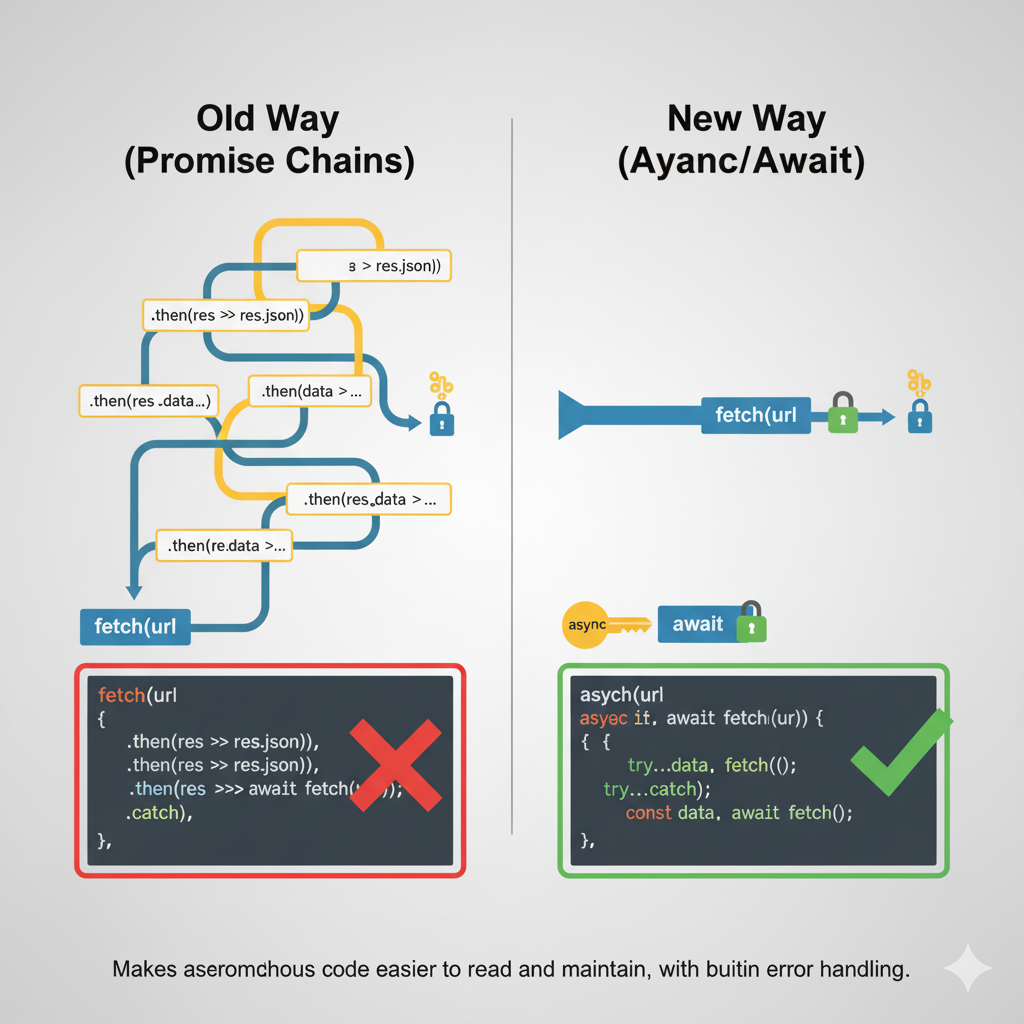 Old Way
(Promise Chains)
ɜ > res.json))
.then(res >> res.json))
.then(res .data...)
.then(data > ...
.then(res.data > ...
.then(re.data >...
fetch(url
fetch(url
{
.then(res >> res.json)),
.then(res >> res.json)),
.then(res >>> await fetch( ));
.catch),
},
New Way
(Ayanc/Await)
fetch(url
async
await
asych(url
asyec it, await fetch(ur)) {
{ {
try...data, fetch(();
try...catch);
const data, await fetch();
},
Makes aseromchous code easier to read and maintain, with buitin error handling.